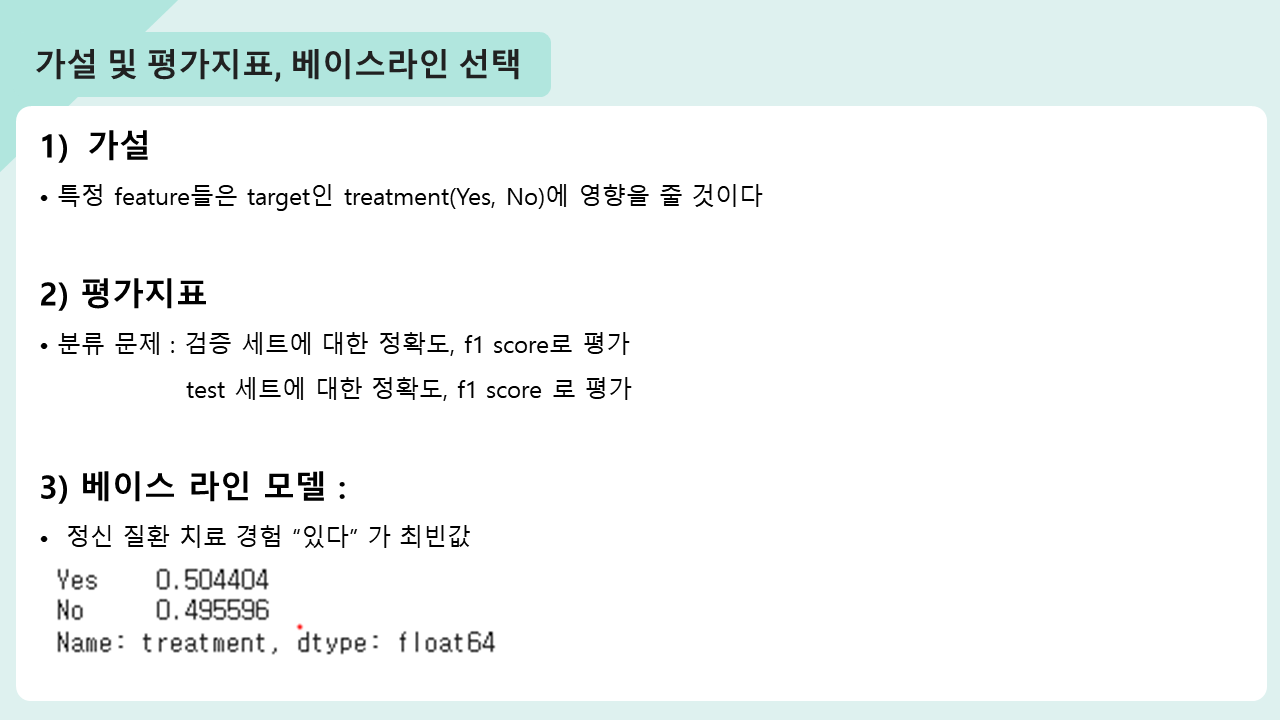 가설 및 평가지표, 베이스라인 선택
1) 가설
• 특정 feature들은 target인 treatment(Yes, No)에 영향을 줄 것이다
2) 평가지표
• 분류 문제 : 검증 세트에 대한 정확도, f1 score로 평가
test 세트에 대한 정확도, f1 score 로 평가
3) 베이스 라인 모델 :
• 정신 질환 치료 경험 “있다” 가 최빈값
Yes 0.504404
No 0.495596
Name: treatment, dtype: float64